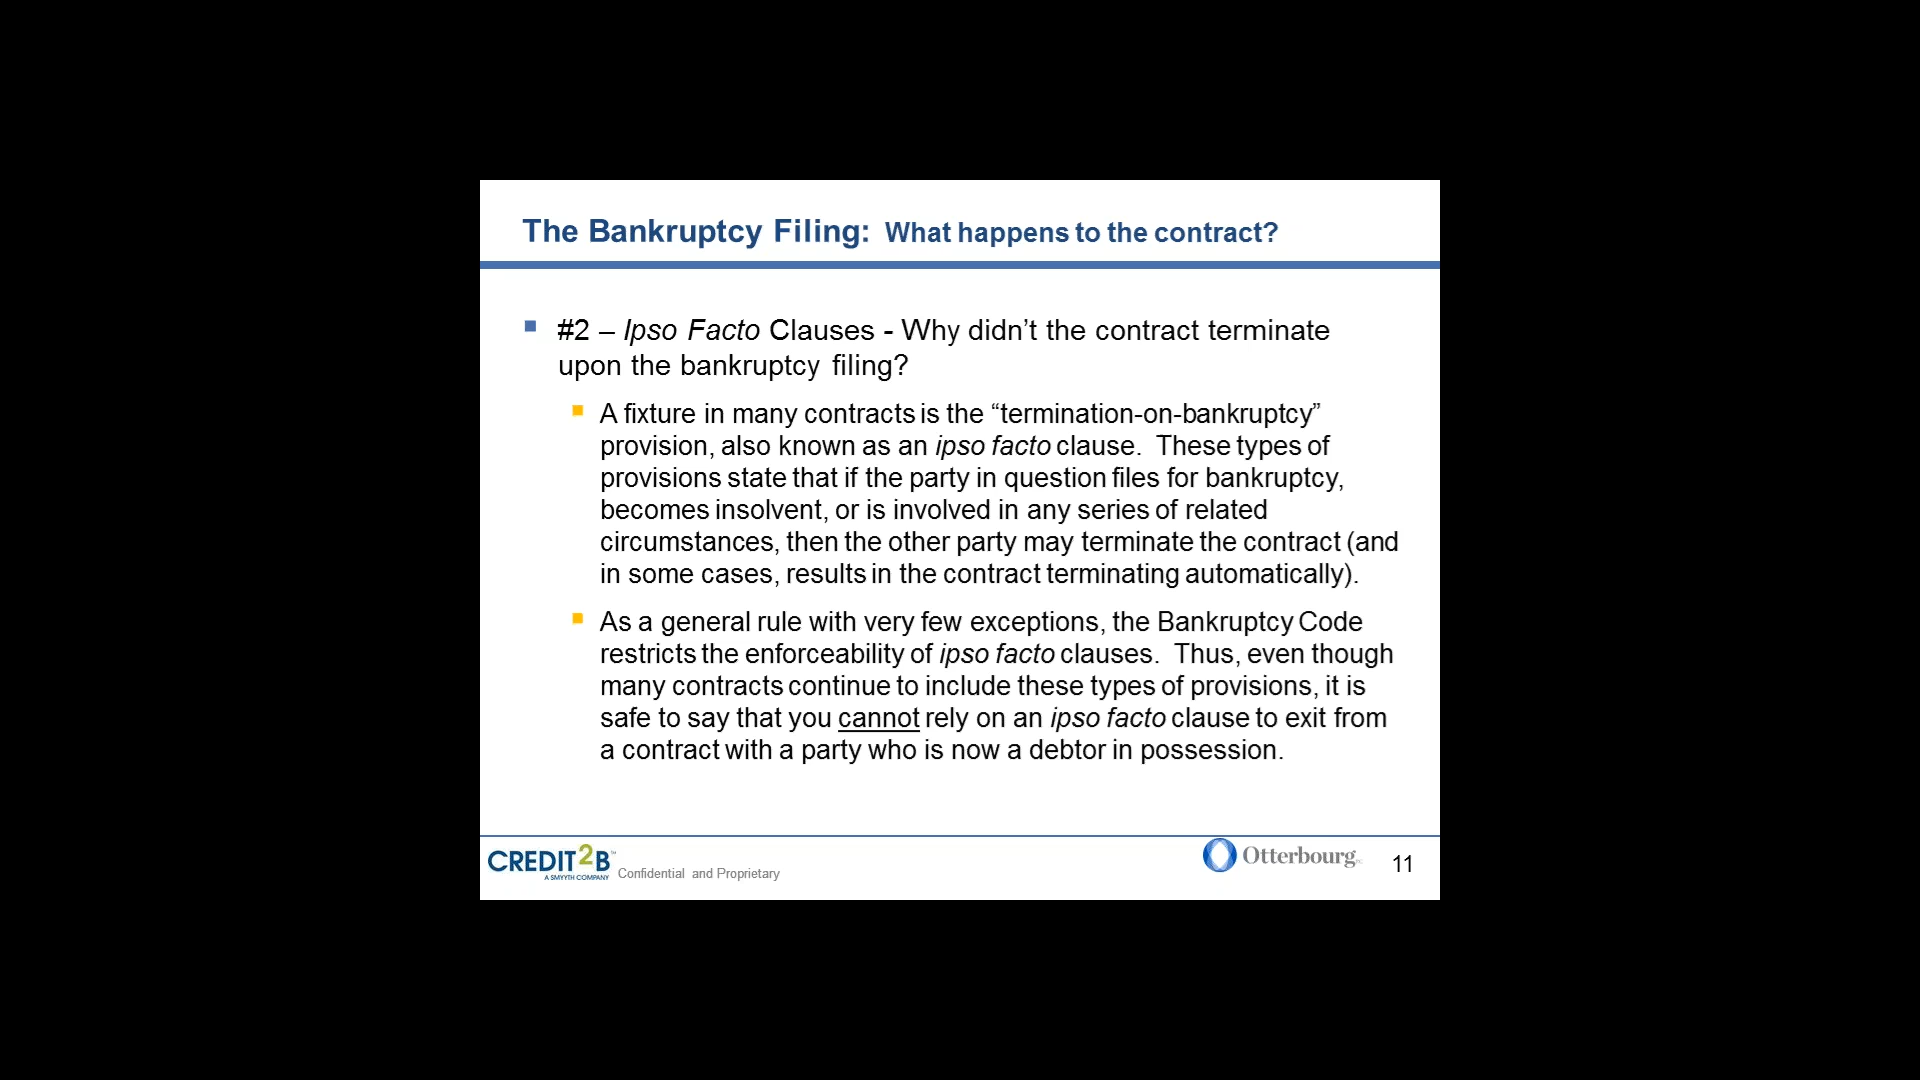 The Bankruptcy Filing: What happens to the contract?
#2 – Ipso Facto Clauses - Why didn’t the contract terminate
upon the bankruptcy filing?
A fixture in many contracts is the “termination-on-bankruptcy”
provision, also known as an ipso facto clause. These types of
provisions state that if the party in question files for bankruptcy,
becomes insolvent, or is involved in any series of related
circumstances, then the other party may terminate the contract (and
in some cases, results in the contract terminating automatically).
As a general rule with very few exceptions, the Bankruptcy Code
restricts the enforceability of ipso facto clauses. Thus, even though
many contracts continue to include these types of provisions, it is
safe to say that you cannot rely on an ipso facto clause to exit from
a contract with a party who is now a debtor in possession.
CREDIT2B™
A SMYYTH COMPANY
Confidential and Proprietary
Otterbourg PC
11